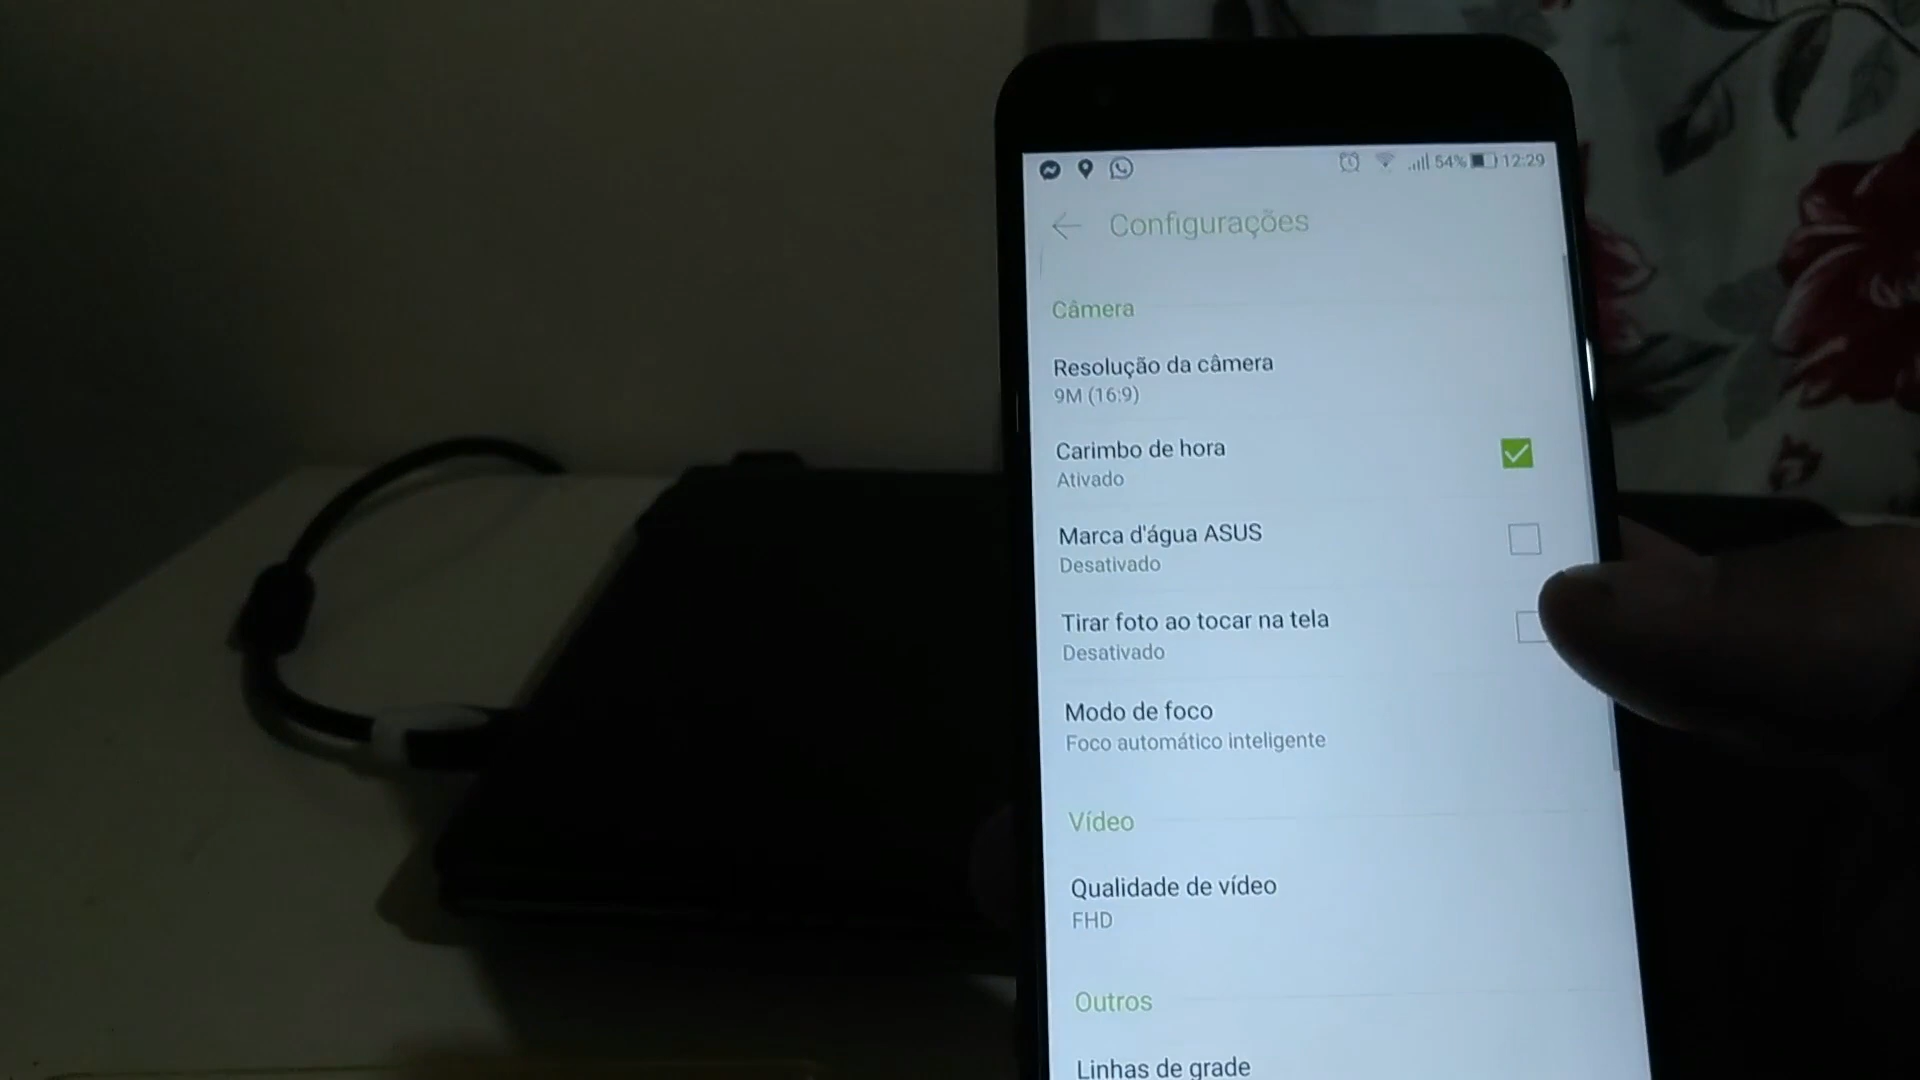 54% 12:29
Configurações
Câmera
Resolução da câmera
9M (16:9)
Carimbo de hora
Ativado
Marca d'água ASUS
Desativado
Tirar foto ao tocar na tela
Desativado
Modo de foco
Foco automático inteligente
Vídeo
Qualidade de vídeo
FHD
Outros
Linhas de grade